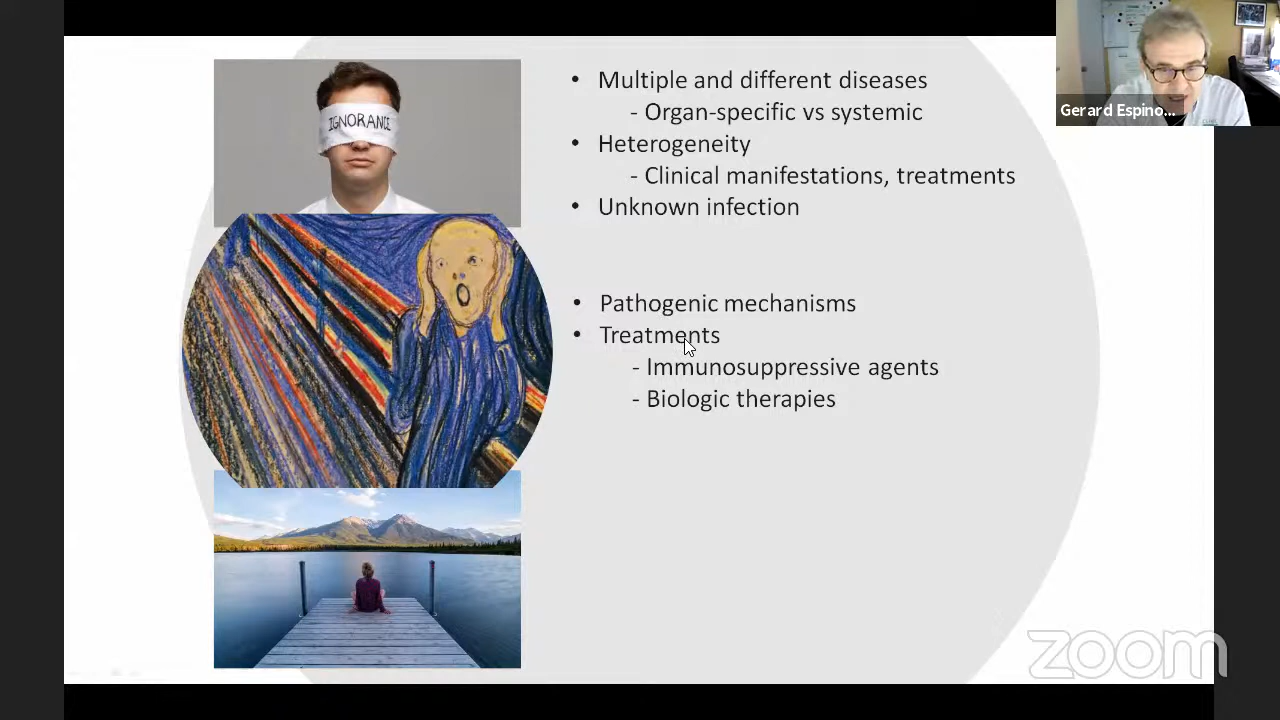 IGNORANCE
• Multiple and different diseases
- Organ-specific vs systemic
• Heterogeneity
- Clinical manifestations, treatments
• Unknown infection
• Pathogenic mechanisms
• Treatments
- Immunosuppressive agents
- Biologic therapies
Gerard Espino...
zoom